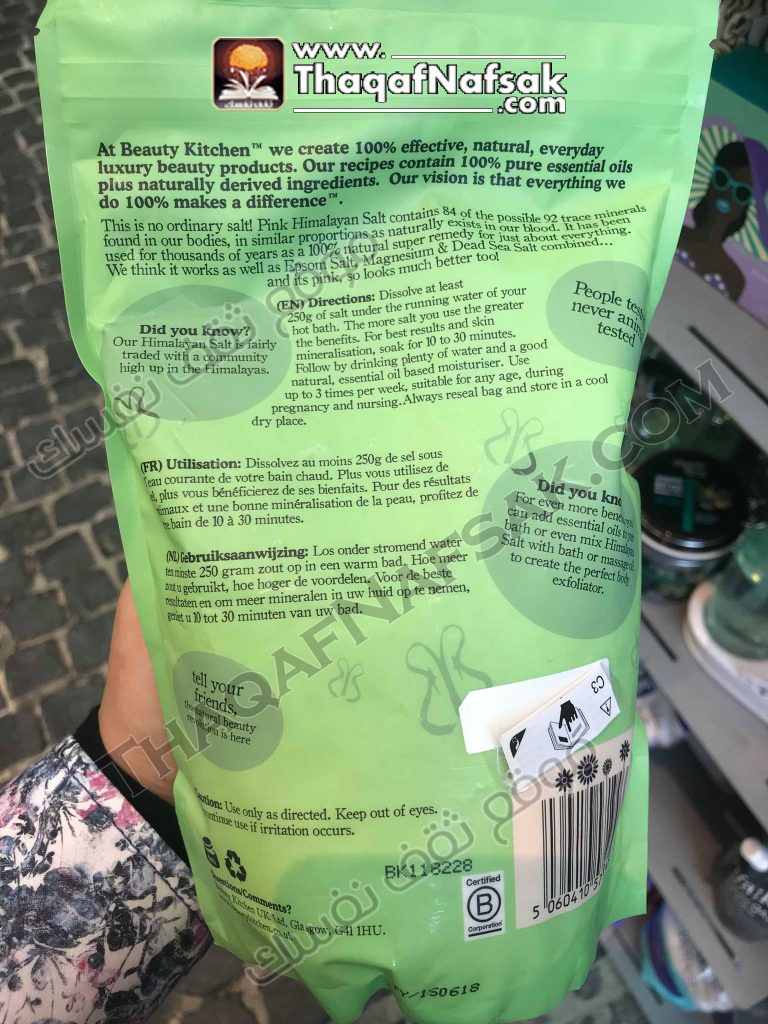 www.
ThaqafNafsak
.com
At Beauty Kitchen™ we create 100% effective, natural, everyday
luxury beauty products. Our recipes contain 100% pure essential oils
plus naturally derived ingredients. Our vision is that everything we
do 100% makes a difference™.
This is no ordinary salt! Pink Himalayan Salt contains 84 of the possible 92 trace minerals
found in our bodies, in similar proportions as naturally exists in our blood. It has been
used for thousands of years as a 100% natural super remedy for just about everything.
We think it works as well as Epsom Salt, Magnesium & Dead Sea Salt combined...
and its pink, so looks much better too!
Did you know?
Our Himalayan Salt is fairly
traded with a community
high up in the Himalayas.
(EN) Directions: Dissolve at least
250g of salt under the running water of your
hot bath. The more salt you use the greater
the benefits. For best results and skin
mineralisation, soak for 10 to 30 minutes.
Follow by drinking plenty of water and a good
natural, essential oil based moisturiser. Use
up to 3 times per week, suitable for any age, during
pregnancy and nursing. Always reseal bag and store in a cool
dry place.
People
never
tested
(FR) Utilisation: Dissolvez au moins 250g de sel sous
l'eau courante de votre bain chaud. Plus vous utilisez de
plus vous bénéficierez de ses bienfaits. Pour des résultats
et une bonne minéralisation de la peau, profitez de
bain de 10 à 30 minutes.
Did you
For even more
can add essential oils to
bath or even mix Himalayan
Salt with bath or massage oil
to create the perfect body
exfoliator.
(NL) Gebruiksaanwijzing: Los onder stromend water
ten minste 250 gram zout op in een warm bad. Hoe meer
zout u gebruikt, hoe hoger de voordelen. Voor de beste
resultaten en om meer mineralen in uw huid op te nemen,
geniet u 10 tot 30 minuten van uw bad.
tell your
friends,
the natural beauty
is here
C3
Caution: Use only as directed. Keep out of eyes.
if irritation occurs.
BK118228
Certified
B
Corporation
5 060410 5
Questions/Comments?
Beauty Kitchen UK Ltd, Glasgow, G41 1HU.
150618
THAQAFNAFSAK.COM
موقع ثقف نفسك
موقع ثقف نفسك